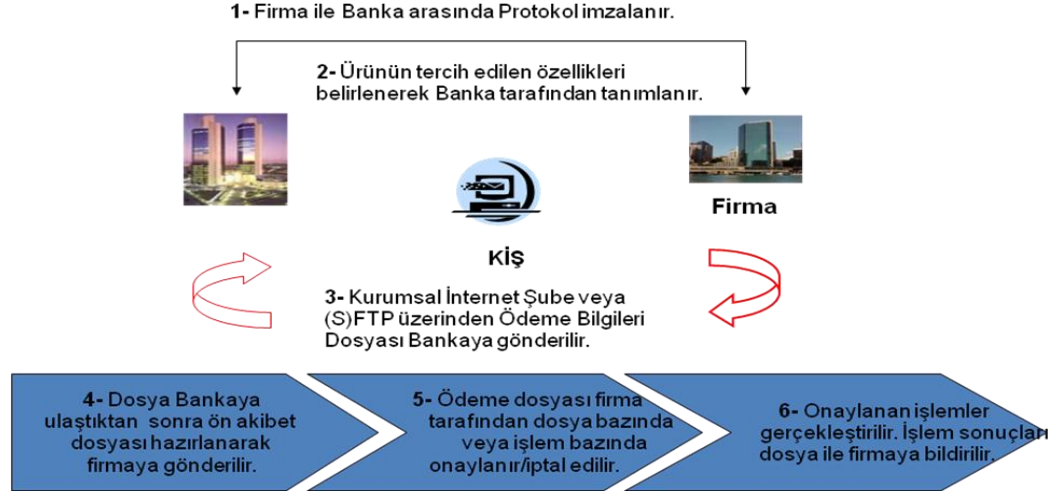 1- Firma ile Banka arasında Protokol imzalanır.
2- Ürünün tercih edilen özellikleri
belirlenerek Banka tarafından tanımlanır.
Firma
KİŞ
3- Kurumsal İnternet Şube veya
(S)FTP üzerinden Ödeme Bilgileri
Dosyası Bankaya gönderilir.
4- Dosya Bankaya
ulaştıktan sonra ön akibet
dosyası hazırlanarak
firmaya gönderilir.
5- Ödeme dosyası firma
tarafından dosya bazında
veya işlem bazında
onaylanır/iptal edilir.
6- Onaylanan işlemler
gerçekleştirilir. İşlem sonuçları
dosya ile firmaya bildirilir.